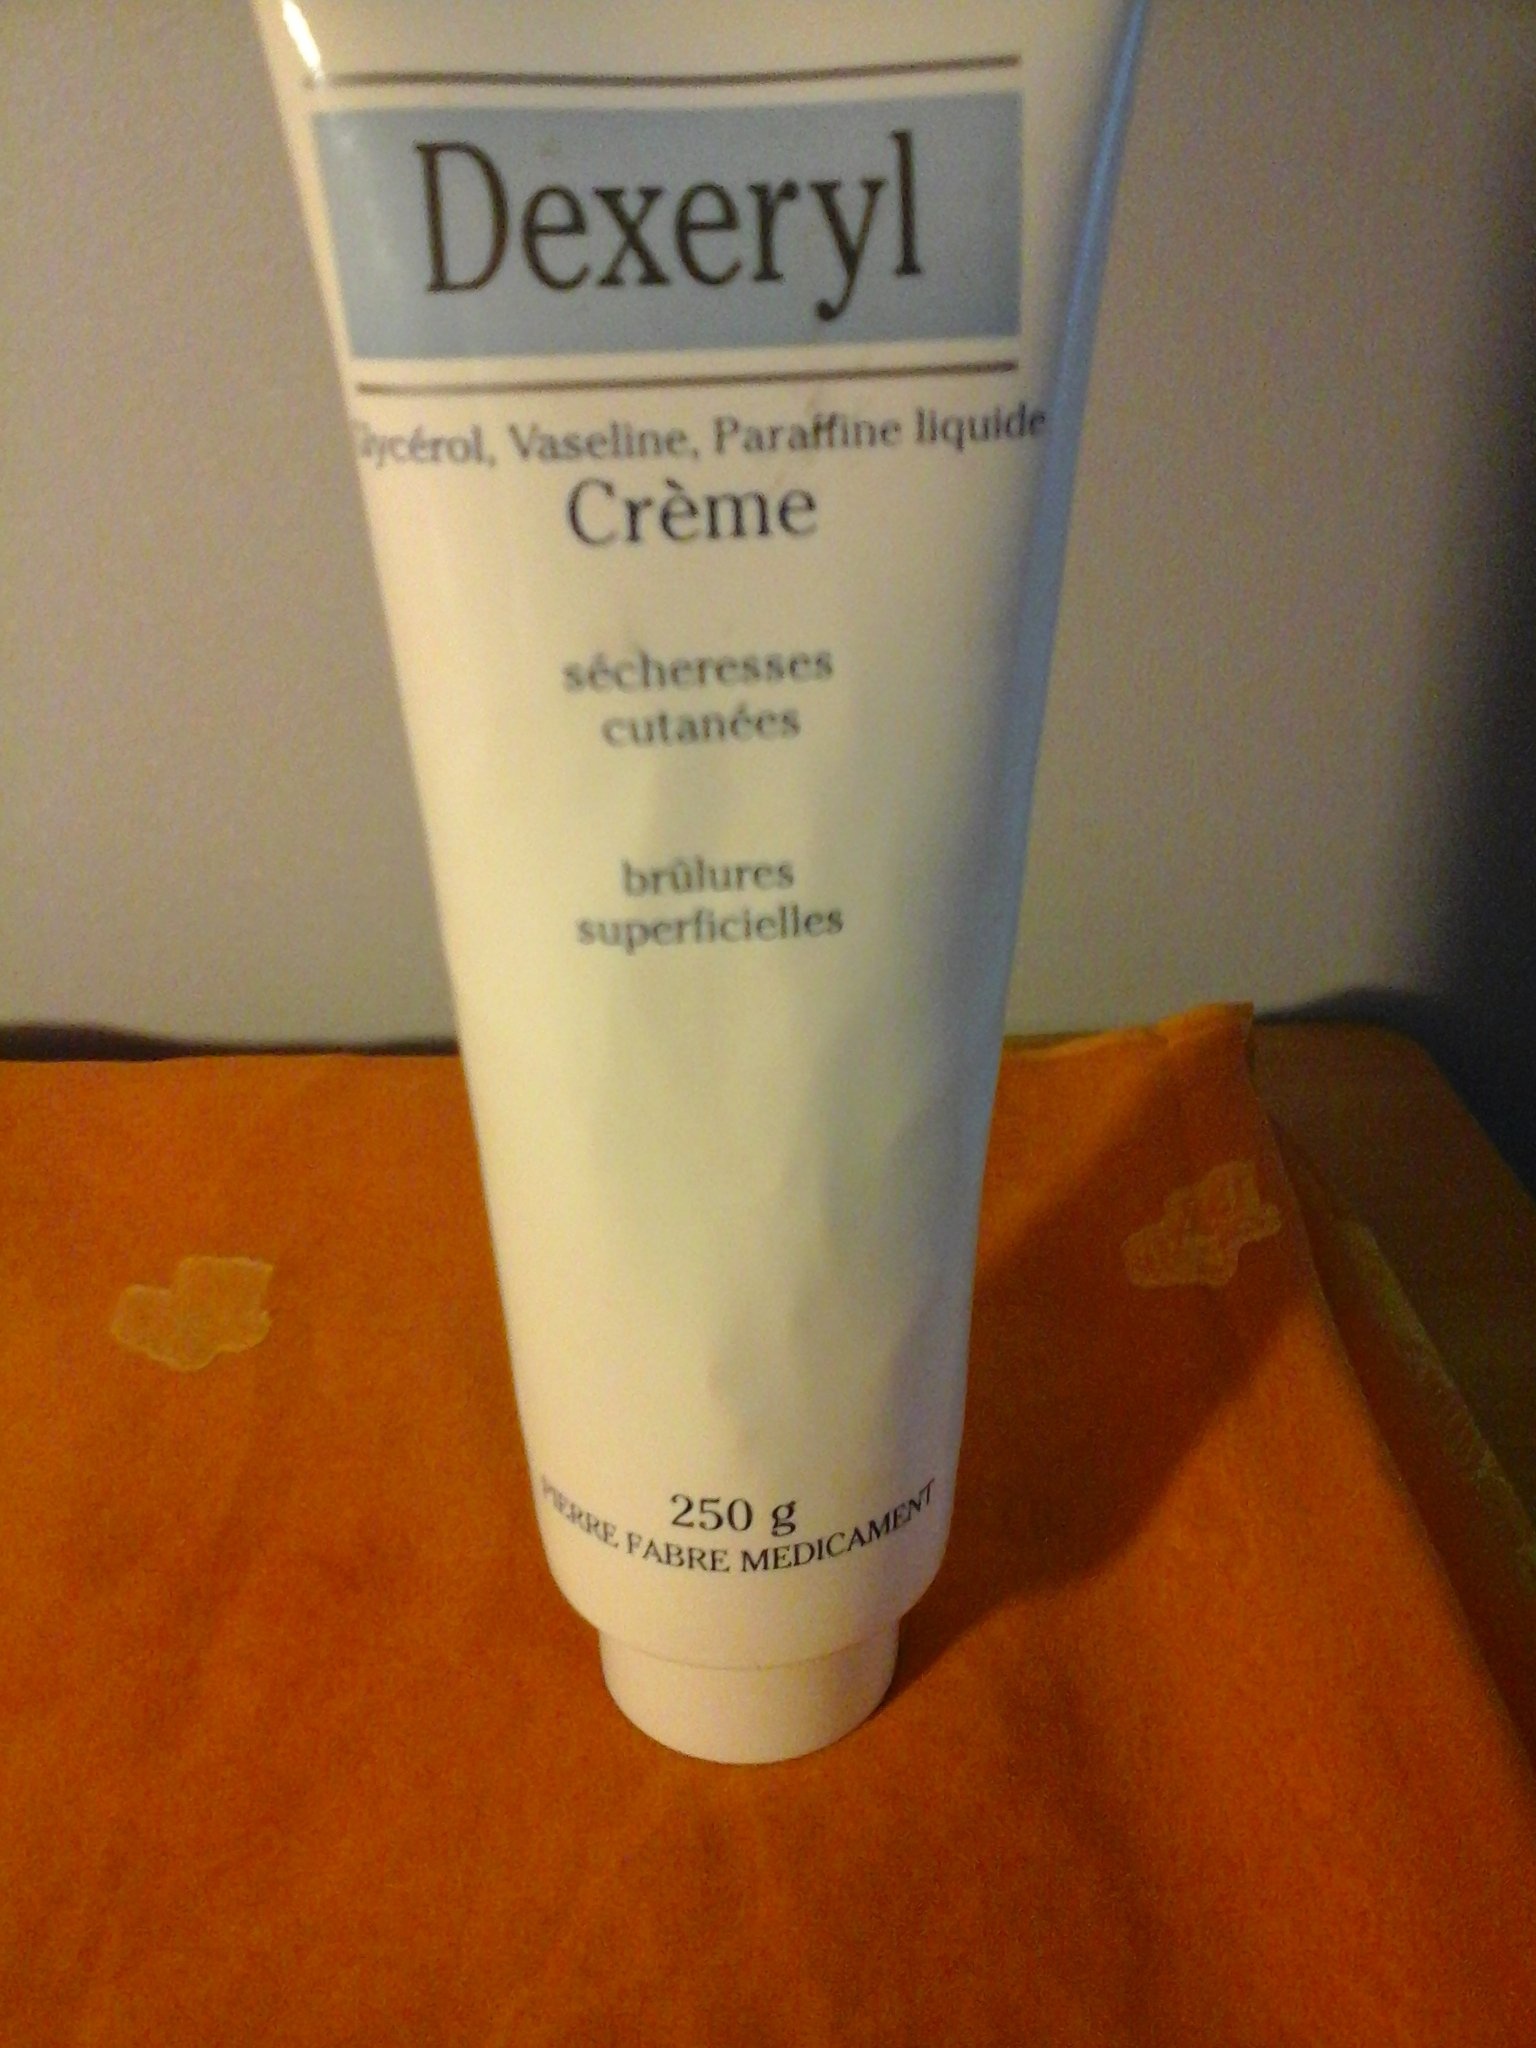 Dexeryl
Glycérol, Vaseline, Paraffine liquide
Crème
sécheresses
cutanées
brûlures
superficielles
250 g
PIERRE FABRE MEDICAMENT